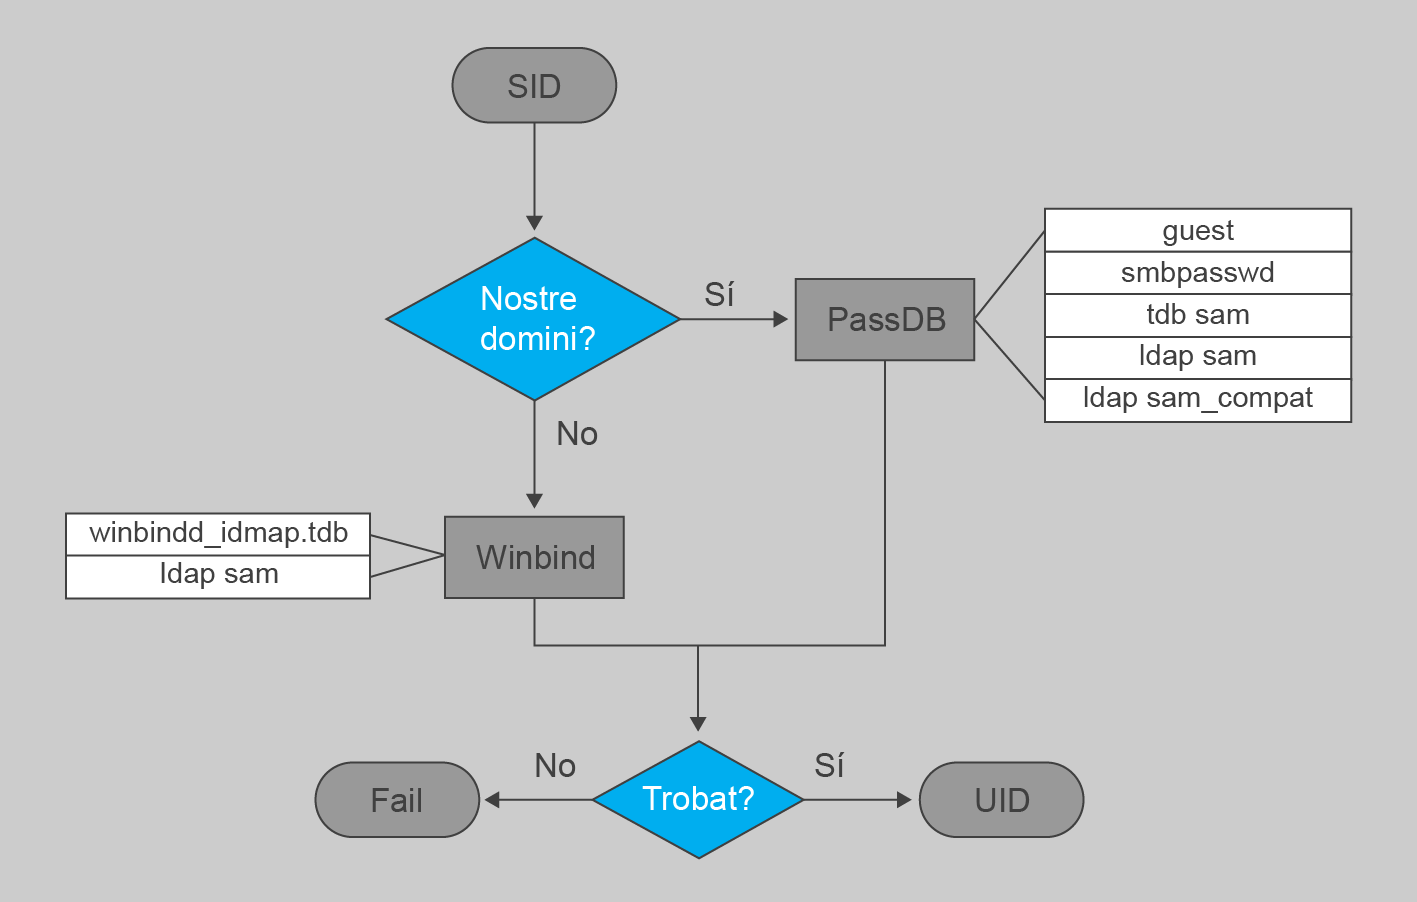 SID
Nostre
domini?
Sí
PassDB
guest
smbpasswd
tdb sam
ldap sam
ldap sam_compat
No
winbindd_idmap.tdb
ldap sam
Winbind
No
Trobat?
Sí
Fail
UID